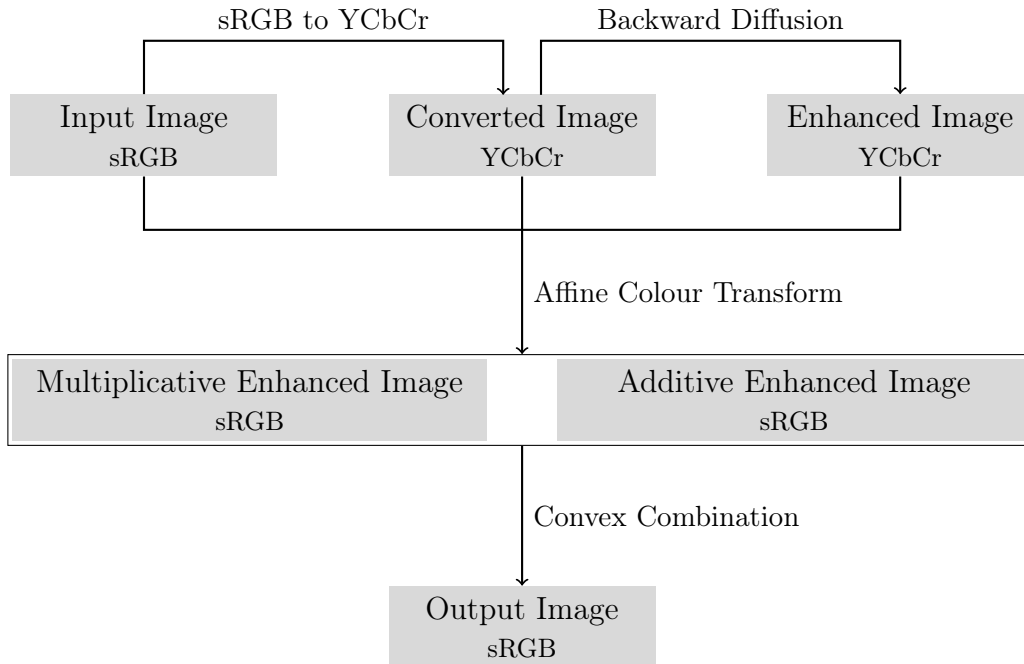 sRGB to YCbCr
Backward Diffusion
Input Image
sRGB
Converted Image
YCbCr
Enhanced Image
YCbCr
Affine Colour Transform
Multiplicative Enhanced Image
sRGB
Additive Enhanced Image
sRGB
Convex Combination
Output Image
sRGB